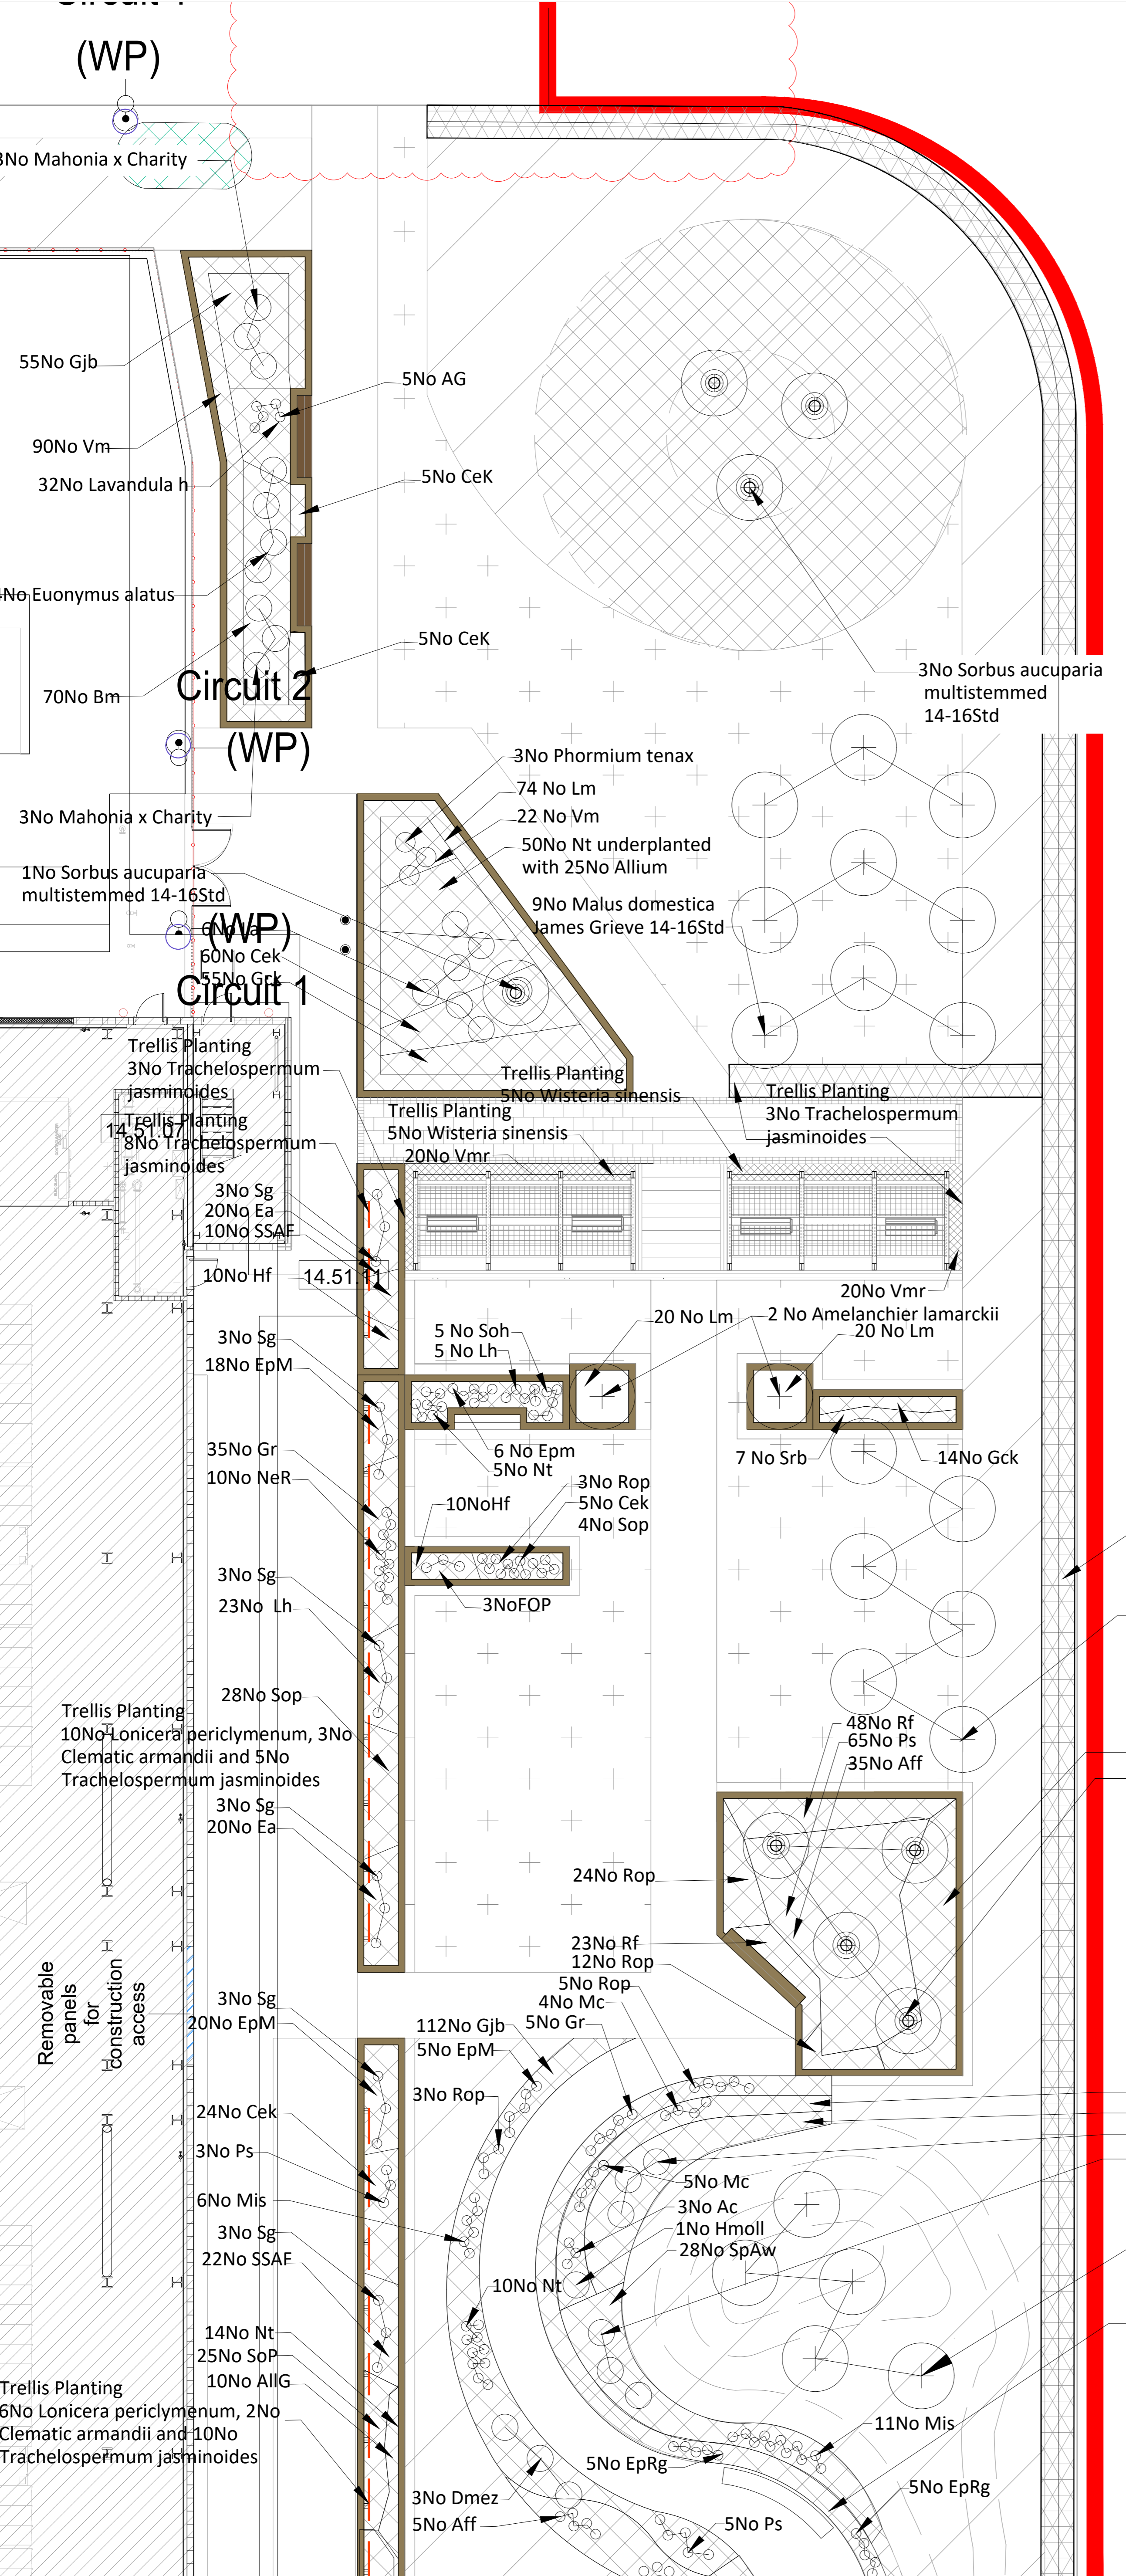 (WP)
3No Mahonia x Charity
55No Gjb
5No AG
90No Vm
32No Lavandula h
5No CeK
No Euonymus alatus
5No CeK
3No Sorbus aucuparia
multistemmed
14-16Std
70No Bm
Circuit 2
(WP)
3No Phormium tenax
74 No Lm
22 No Vm
50No Nt underplanted
with 25No Allium
3No Mahonia x Charity
1No Sorbus aucuparia
multistemmed 14-16Std
9No Malus domestica
James Grieve 14-16Std
(WP)
60No Cek
55No Gck
Circuit 1
Trellis Planting
3No Trachelospermum
jasminoides
Trellis Planting
5No Wisteria sinensis
Trellis Planting
3No Trachelospermum
jasminoides
Trellis Planting
5No Wisteria sinensis
20No Vmr
14.51.07
Trellis Planting
8No Trachelospermum
jasminoides
3No Sg
20No Ea
10No SSAF
10No Hf
14.51.11
20No Vmr
20 No Lm
2 No Amelanchier lamarckii
20 No Lm
5 No Soh
5 No Lh
3No Sg
18No EpM
6 No Epm
5No Nt
7 No Srb
14No Gck
35No Gr
10No NeR
10NoHf
3No Rop
5No Cek
4No Sop
3NoFOP
3No Sg
23No Lh
28No Sop
Trellis Planting
10No Lonicera periclymenum, 3No
Clematic armandii and 5No
Trachelospermum jasminoides
48No Rf
65No Ps
35No Aff
3No Sg
20No Ea
24No Rop
23No Rf
12No Rop
5No Rop
4No Mc
5No Gr
Removable
panels
for
construction
access
3No Sg
20No EpM
112No Gjb
5No EpM
3No Rop
24No Cek
3No Ps
6No Mis
3No Sg
22No SSAF
5No Mc
3No Ac
1No Hmoll
28No SpAw
10No Nt
14No Nt
25No SoP
10No AllG
Trellis Planting
6No Lonicera periclymenum, 2No
Clematic armandii and 10No
Trachelospermum jasminoides
11No Mis
5No EpRg
5No EpRg
3No Dmez
5No Aff
5No Ps